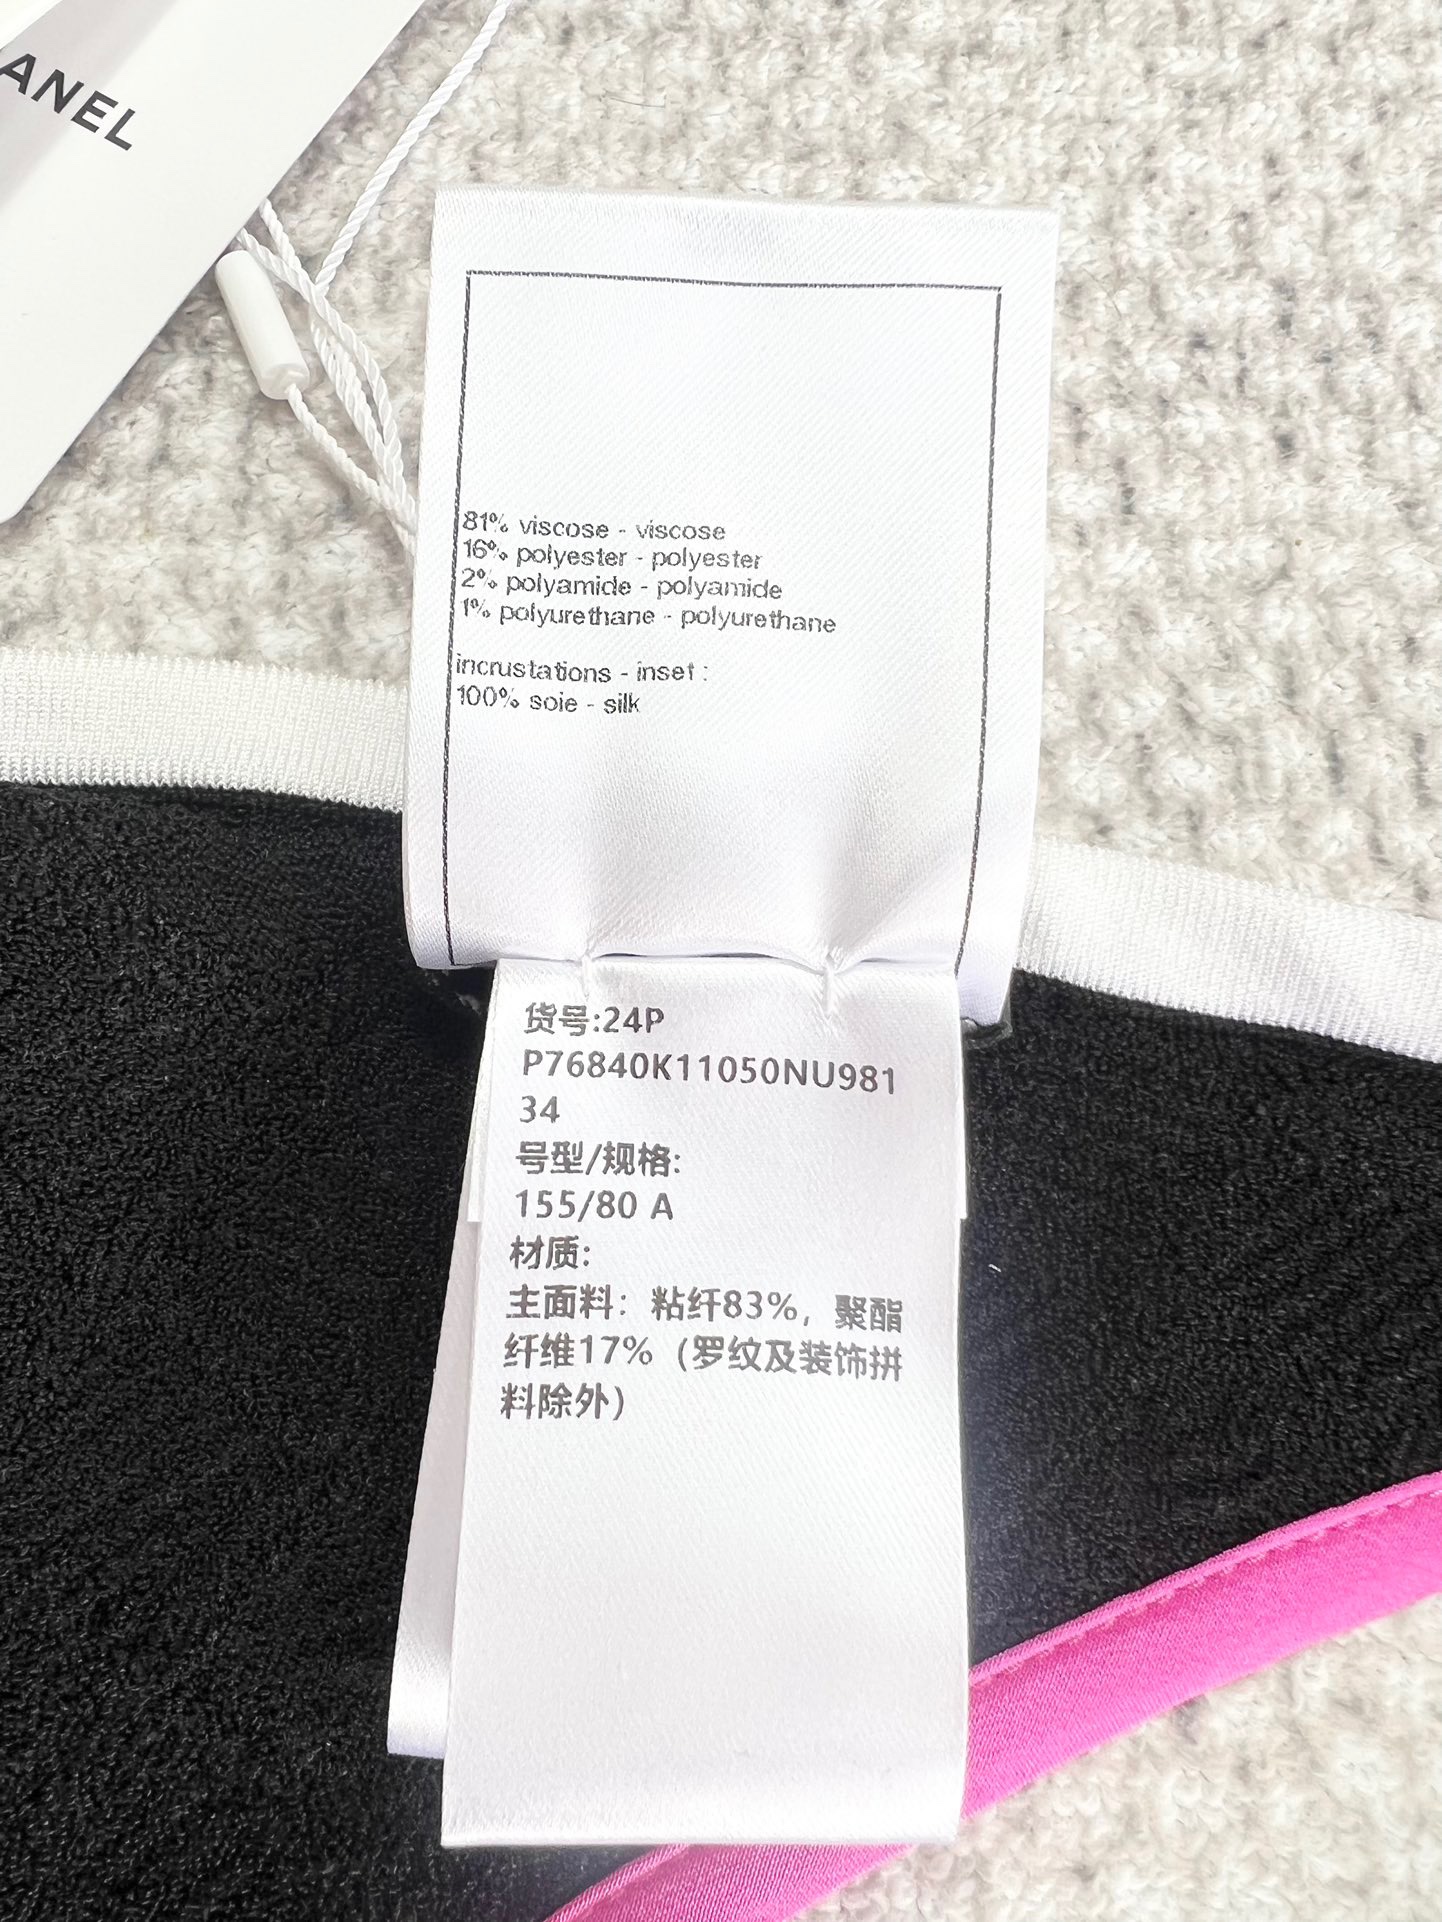 ANEL
81% viscose - viscose
16% polyester - polyester
2% polyamide - polyamide
1% polyurethane - polyurethane
incrustations - inset :
100% soie - silk
货号:24P
P76840K11050NU981
34
号型/规格:
155/80 A
材质:
主面料：粘纤83%，聚酯
纤维17%（罗纹及装饰拼
料除外）